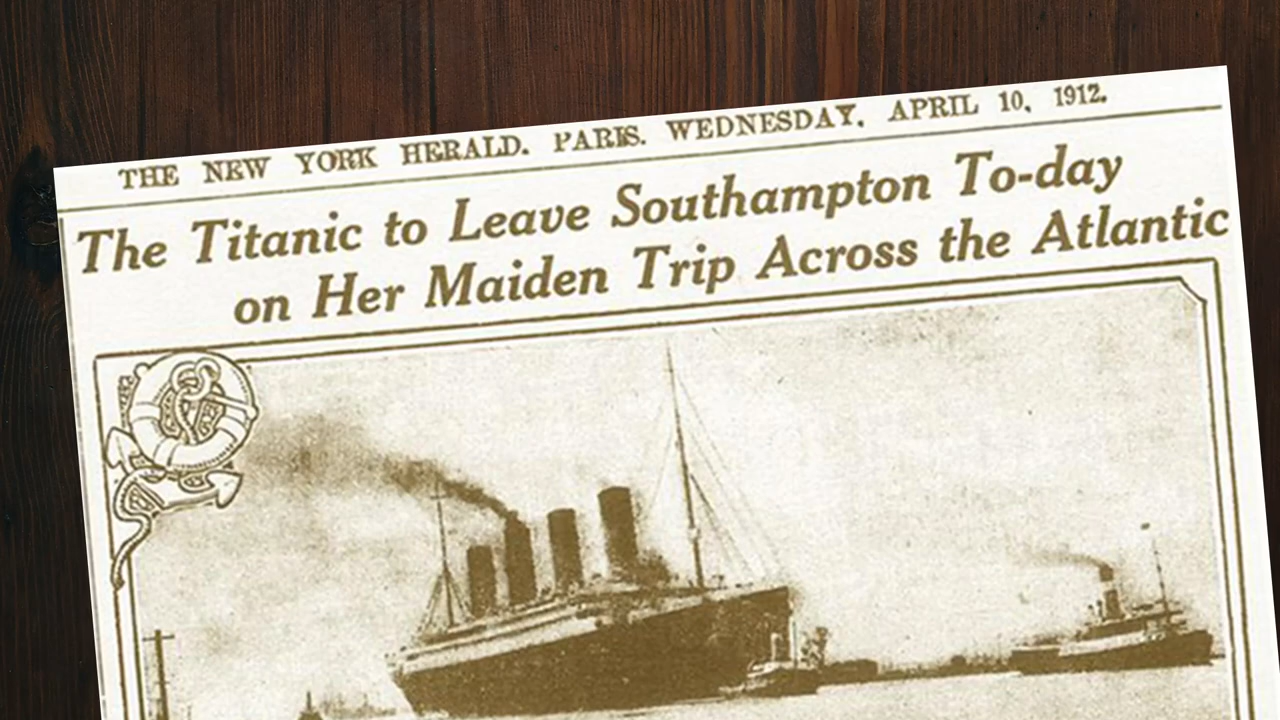 THE NEW YORK HERALD. PARIS. WEDNESDAY, APRIL 10, 1912.
The Titanic to Leave Southampton To-day
on Her Maiden Trip Across the Atlantic